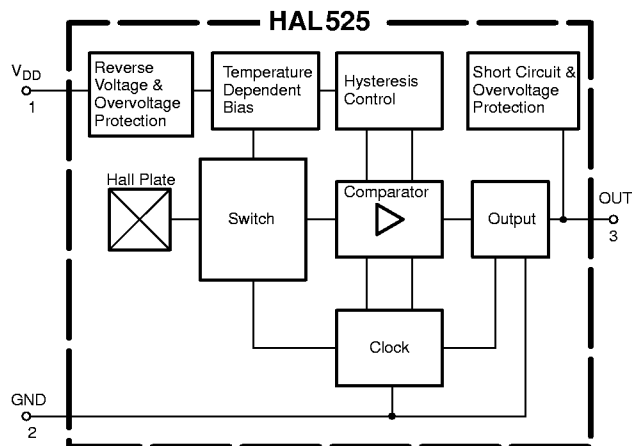 HAL525
VDD
1
Reverse
Voltage &
Overvoltage
Protection
Temperature
Dependent
Bias
Hysteresis
Control
Short Circuit &
Overvoltage
Protection
Hall Plate
Switch
Comparator
Output
OUT
3
Clock
GND
2